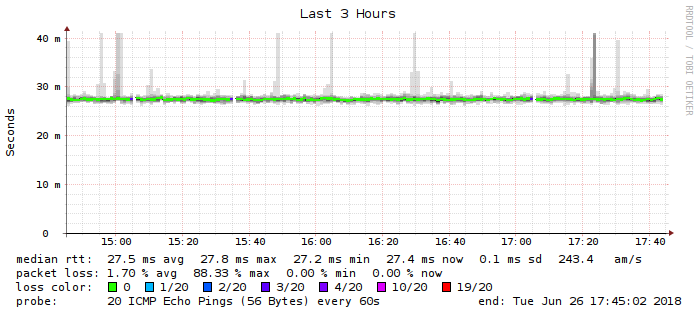 Last 3 Hours
RRDTOOL / TOBI OETIKER
Seconds
40 m
30 m
20 m
10 m
0
15:00 15:20 15:40 16:00 16:20 16:40 17:00 17:20 17:40
median rtt: 27.5 ms avg 27.8 ms max 27.2 ms min 27.4 ms now 0.1 ms sd 243.4 am/s
packet loss: 1.70 % avg 88.33 % max 0.00 % min 0.00 % now
loss color: 0 1/20 2/20 3/20 4/20 10/20 19/20
probe: 20 ICMP Echo Pings (56 Bytes) every 60s end: Tue Jun 26 17:45:02 2018